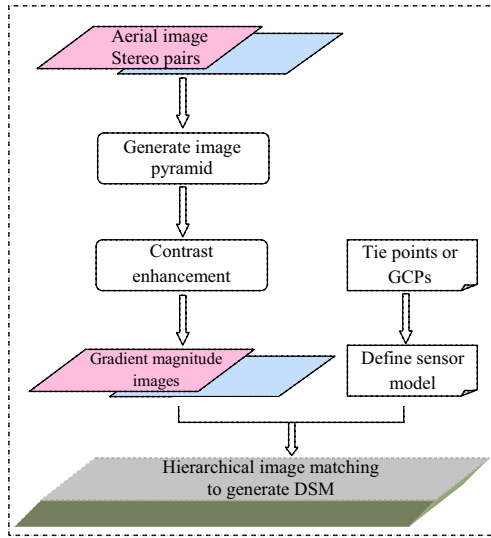 Aerial image
Stereo pairs
Generate image
pyramid
Contrast
enhancement
Tie points or
GCPs
Gradient magnitude
images
Define sensor
model
Hierarchical image matching
to generate DSM